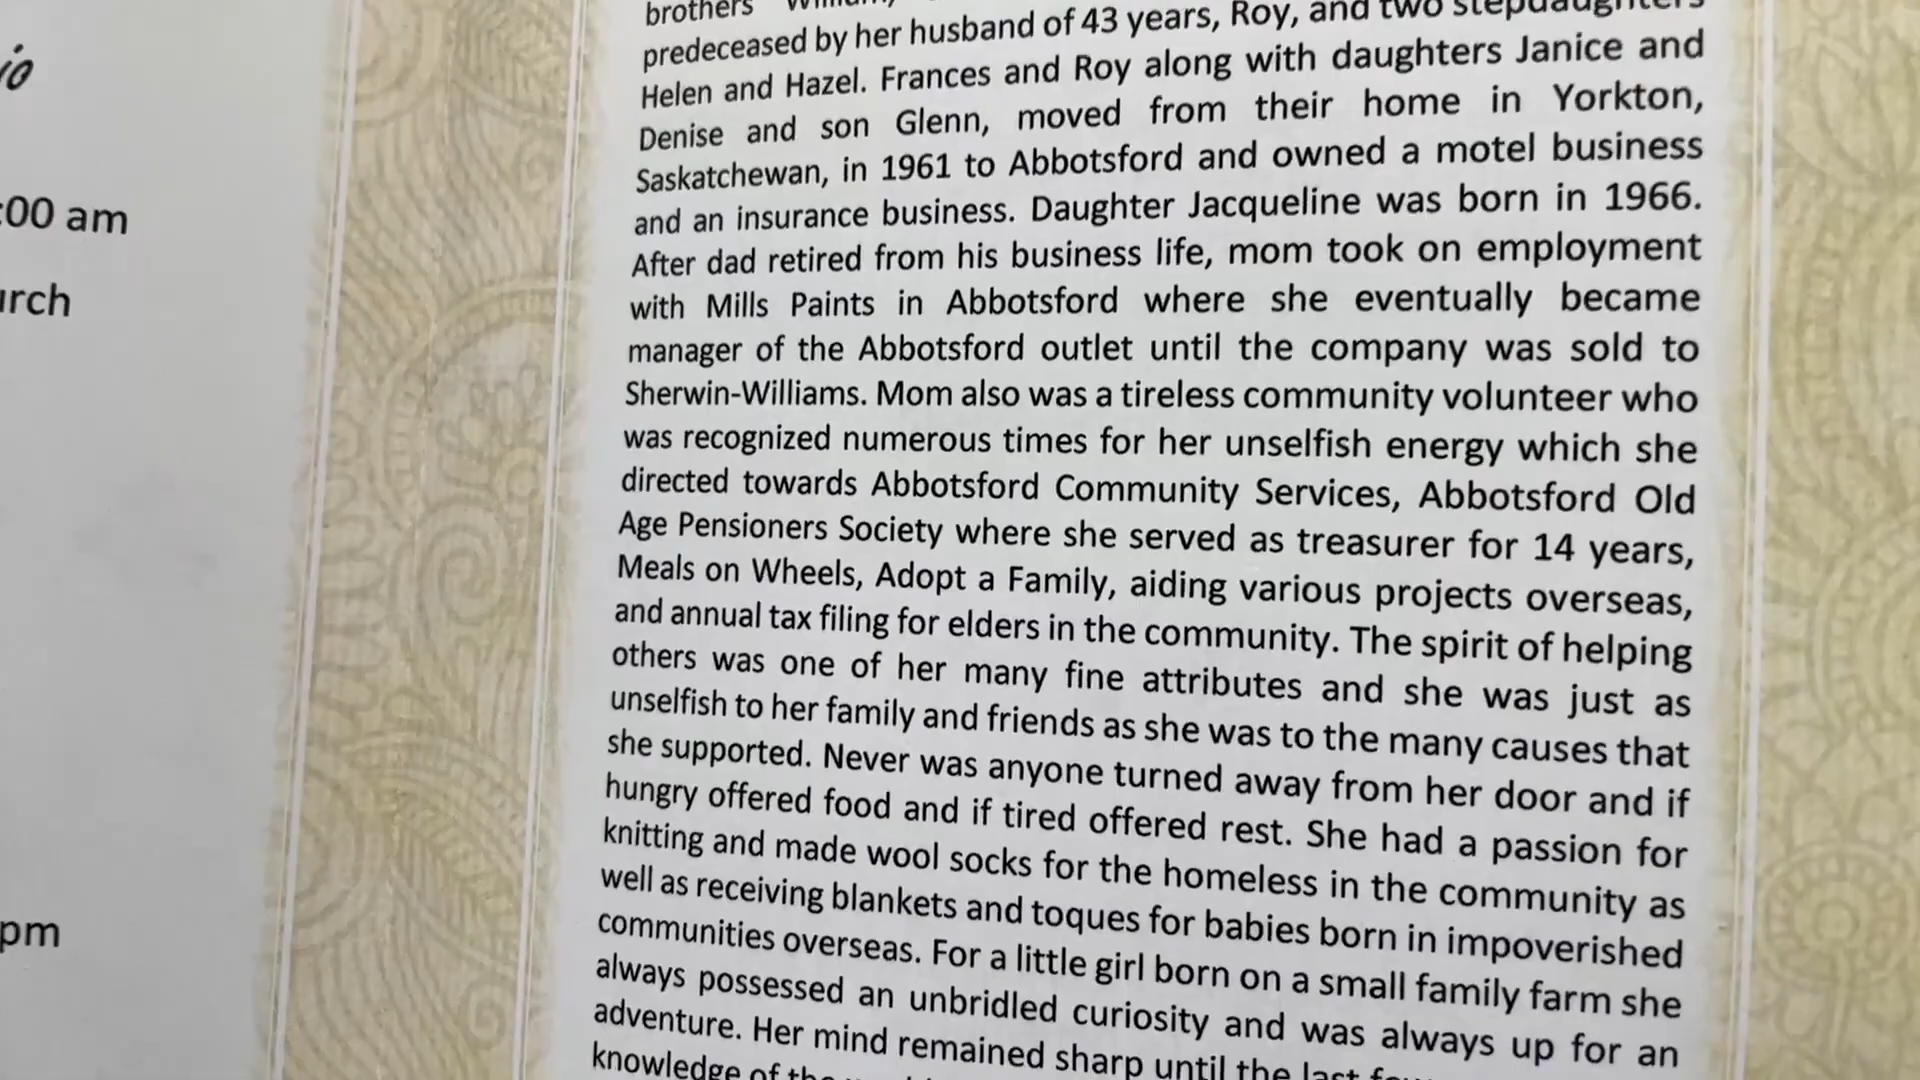 io
:00 am
urch
pm
brothers
predeceased by her husband of 43 years, Roy, and two stepdaughters
Helen and Hazel. Frances and Roy along with daughters Janice and
Denise and son Glenn, moved from their home in Yorkton,
Saskatchewan, in 1961 to Abbotsford and owned a motel business
and an insurance business. Daughter Jacqueline was born in 1966.
After dad retired from his business life, mom took on employment
with Mills Paints in Abbotsford where she eventually became
manager of the Abbotsford outlet until the company was sold to
Sherwin-Williams. Mom also was a tireless community volunteer who
was recognized numerous times for her unselfish energy which she
directed towards Abbotsford Community Services, Abbotsford Old
Age Pensioners Society where she served as treasurer for 14 years,
Meals on Wheels, Adopt a Family, aiding various projects overseas,
and annual tax filing for elders in the community. The spirit of helping
others was one of her many fine attributes and she was just as
unselfish to her family and friends as she was to the many causes that
she supported. Never was anyone turned away from her door and if
hungry offered food and if tired offered rest. She had a passion for
knitting and made wool socks for the homeless in the community as
well as receiving blankets and toques for babies born in impoverished
communities overseas. For a little girl born on a small family farm she
always possessed an unbridled curiosity and was always up for an
adventure. Her mind remained sharp until the last
knowledge of the